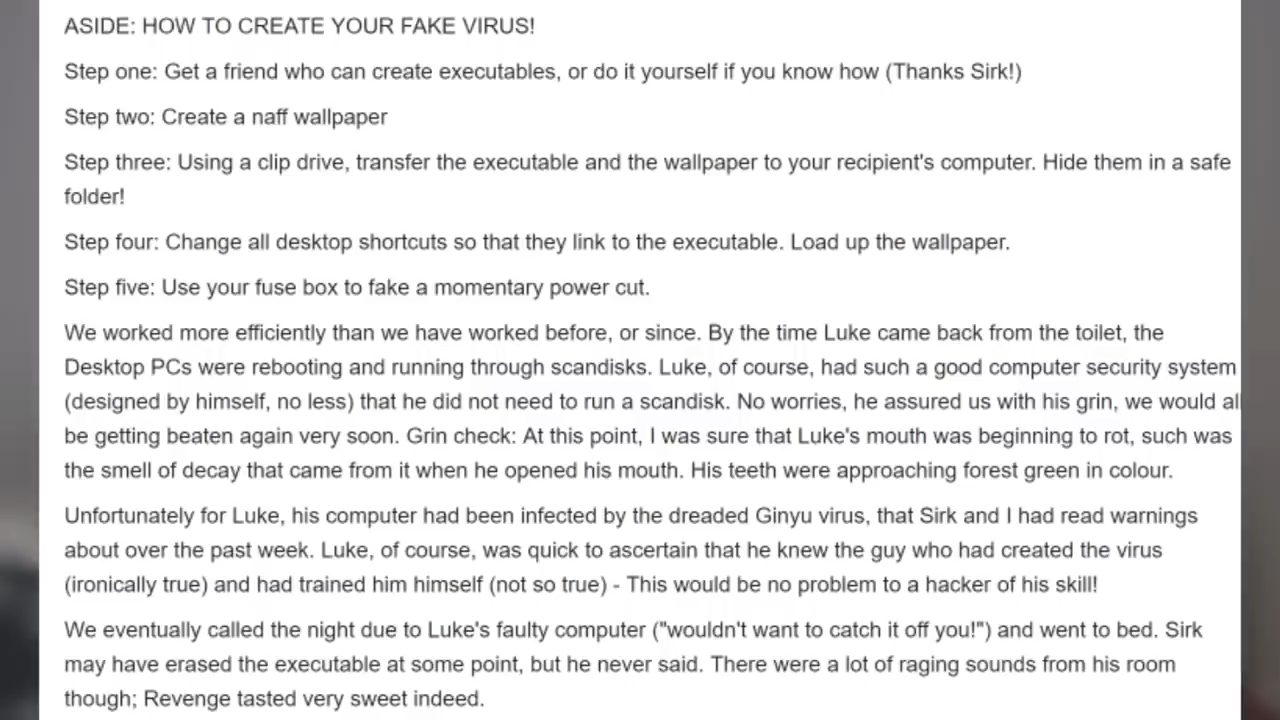 ASIDE: HOW TO CREATE YOUR FAKE VIRUS!
Step one: Get a friend who can create executables, or do it yourself if you know how (Thanks Sirk!)
Step two: Create a naff wallpaper
Step three: Using a clip drive, transfer the executable and the wallpaper to your recipient's computer. Hide them in a safe
folder!
Step four: Change all desktop shortcuts so that they link to the executable. Load up the wallpaper.
Step five: Use your fuse box to fake a momentary power cut.
We worked more efficiently than we have worked before, or since. By the time Luke came back from the toilet, the
Desktop PCs were rebooting and running through scandisks. Luke, of course, had such a good computer security system
(designed by himself, no less) that he did not need to run a scandisk. No worries, he assured us with his grin, we would all
be getting beaten again very soon. Grin check: At this point, I was sure that Luke's mouth was beginning to rot, such was
the smell of decay that came from it when he opened his mouth. His teeth were approaching forest green in colour.
Unfortunately for Luke, his computer had been infected by the dreaded Ginyu virus, that Sirk and I had read warnings
about over the past week. Luke, of course, was quick to ascertain that he knew the guy who had created the virus
(ironically true) and had trained him himself (not so true) - This would be no problem to a hacker of his skill!
We eventually called the night due to Luke's faulty computer ("wouldn't want to catch it off you!") and went to bed. Sirk
may have erased the executable at some point, but he never said. There were a lot of raging sounds from his room
though; Revenge tasted very sweet indeed.